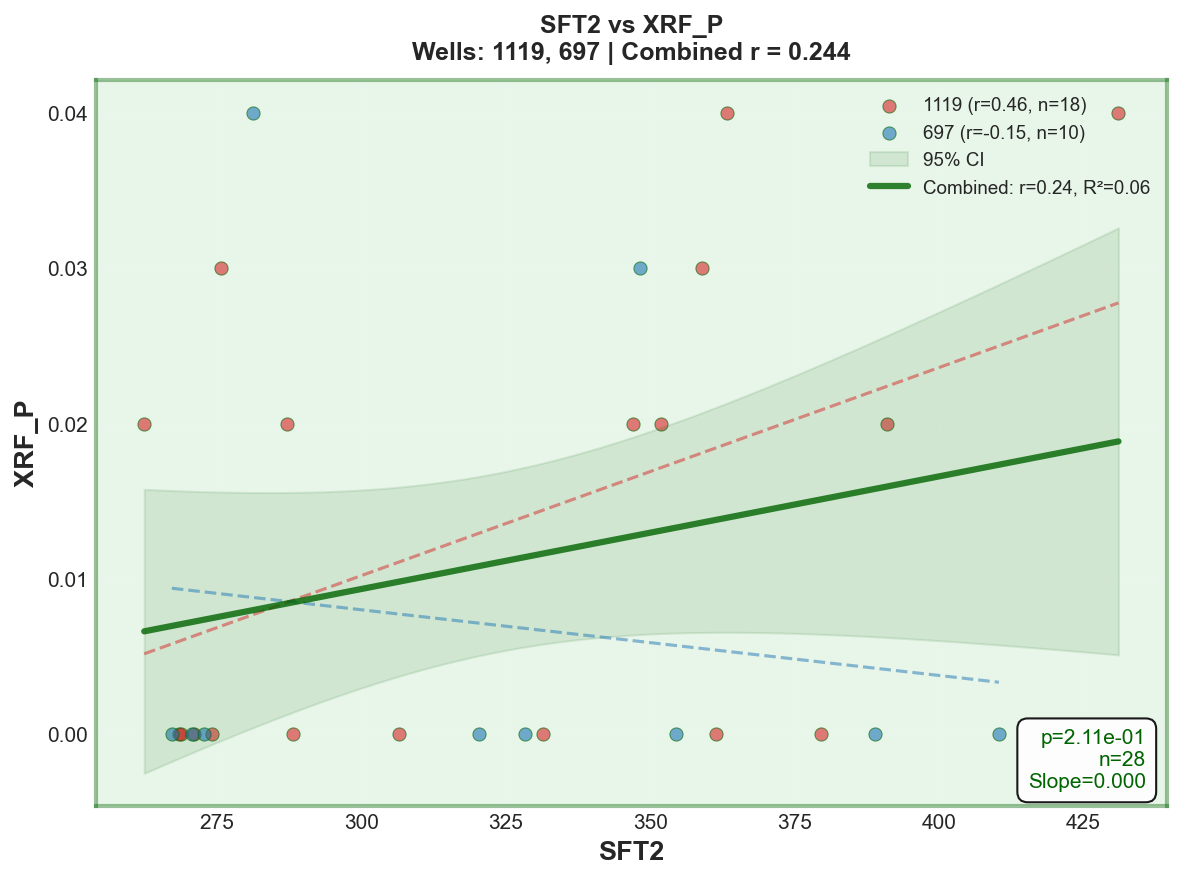 SFT2 vs XRF_P
Wells: 1119, 697 | Combined r = 0.244
1119 (r=0.46, n=18)
697 (r=-0.15, n=10)
95% CI
Combined: r=0.24, R²=0.06
XRF_P
0.04
0.03
0.02
0.01
0.00
p=2.11e-01
n=28
Slope=0.000
275 300 325 350 375 400 425
SFT2